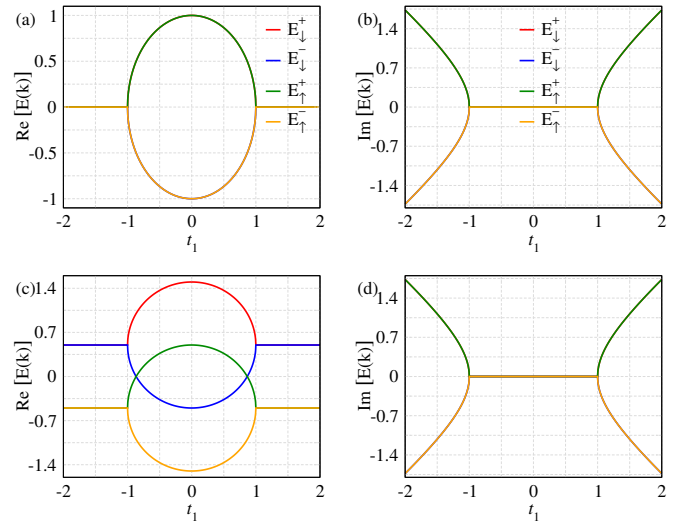 (a)
Re [E(k)]
1
0.5
0
-0.5
-1
-2 -1 0 1 2
t₁
E↓⁺
E↓⁻
E↑⁺
E↑⁻
(b)
Im [E(k)]
1.4
0.7
0
-0.7
-1.4
-2 -1 0 1 2
t₁
E↓⁺
E↓⁻
E↑⁺
E↑⁻
(c)
Re [E(k)]
1.4
0.7
0
-0.7
-1.4
-2 -1 0 1 2
t₁
(d)
Im [E(k)]
1.4
0.7
0
-0.7
-1.4
-2 -1 0 1 2
t₁